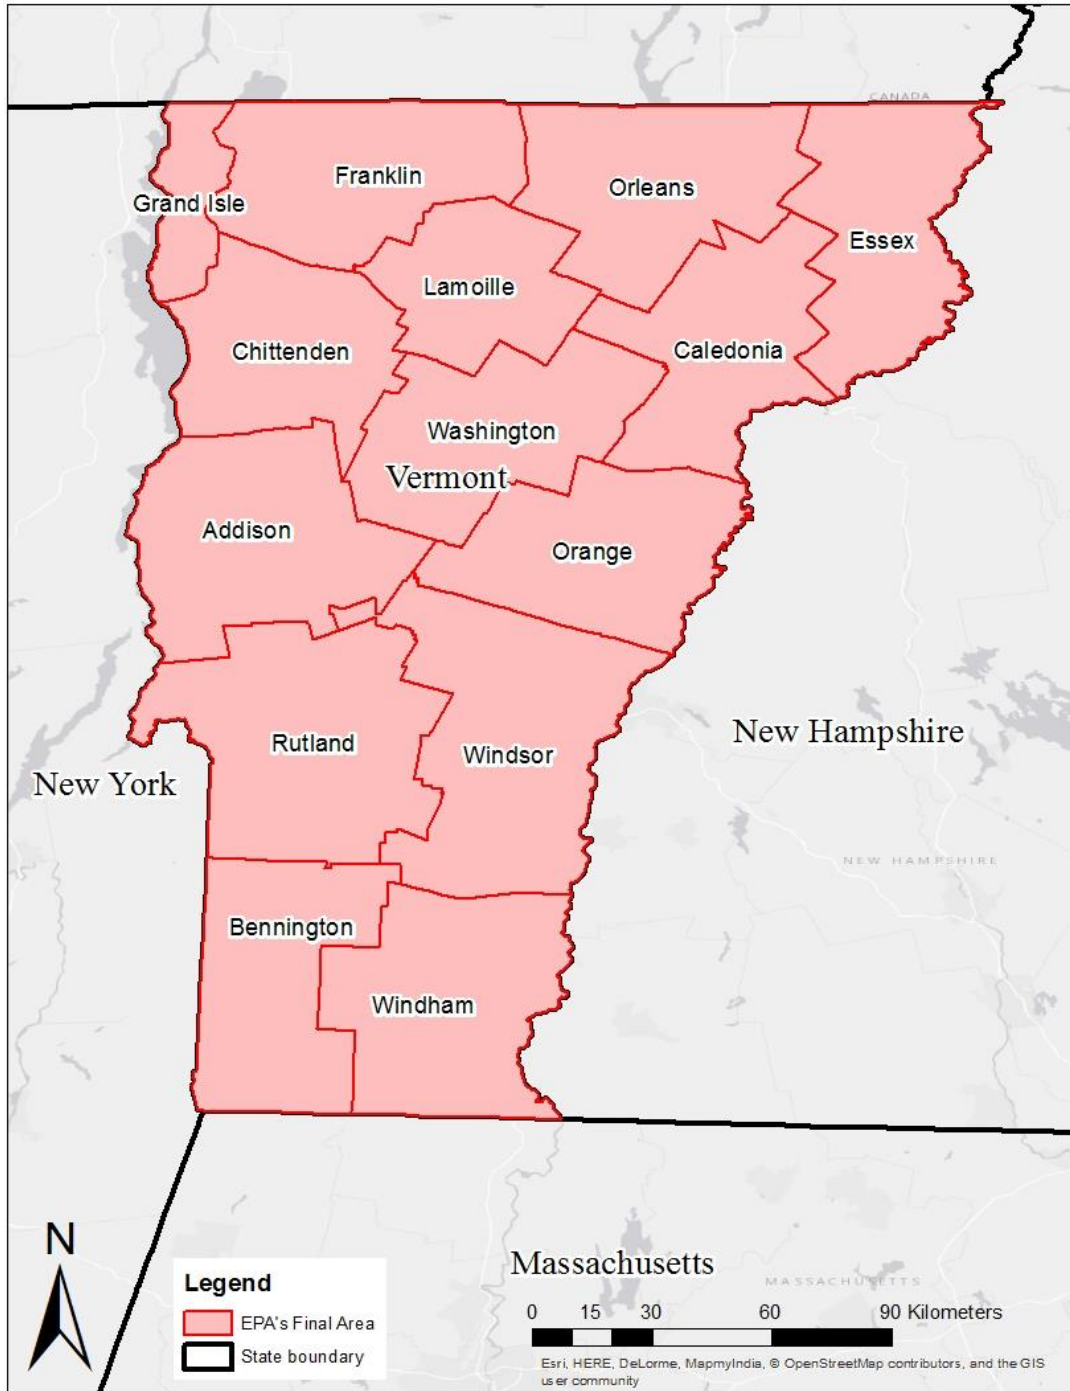 CANADA
Franklin
Orleans
Grand Isle
Essex
Lamoille
Chittenden
Caledonia
Washington
Vermont
Addison
Orange
New Hampshire
Rutland
Windsor
New York
NEW HAMPSHIRE
Bennington
Windham
N
Massachusetts
MASSACHUSETTS
Legend
EPA's Final Area
State boundary
0 15 30 60 90 Kilometers
Esri, HERE, DeLorme, MapmyIndia, © OpenStreetMap contributors, and the GIS
user community